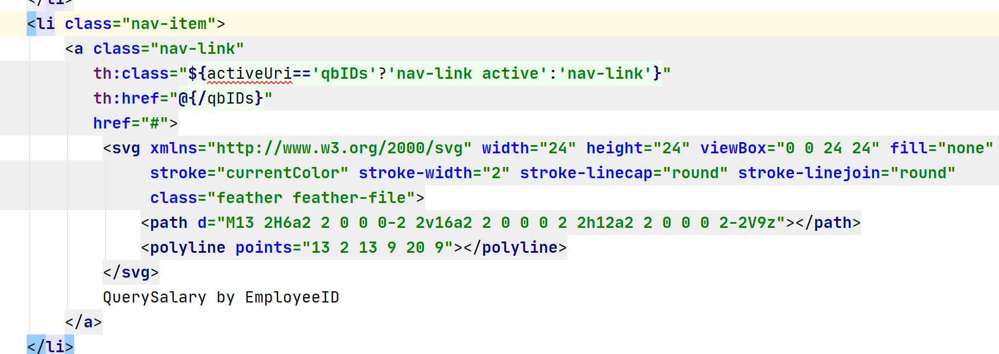 </li>
<li class="nav-item">
<a class="nav-link"
th:class="${activeUri=='qbIDs'?'nav-link active':'nav-link'}"
th:href="@{/qbIDs}"
href="#">
<svg xmlns="http://www.w3.org/2000/svg" width="24" height="24" viewBox="0 0 24 24" fill="none"
stroke="currentColor" stroke-width="2" stroke-linecap="round" stroke-linejoin="round"
class="feather feather-file">
<path d="M13 2H6a2 2 0 0 0-2 2v16a2 2 0 0 0 2 2h12a2 2 0 0 0 2-2V9z"></path>
<polyline points="13 2 13 9 20 9"></polyline>
</svg>
QuerySalary by EmployeeID
</a>
</li>